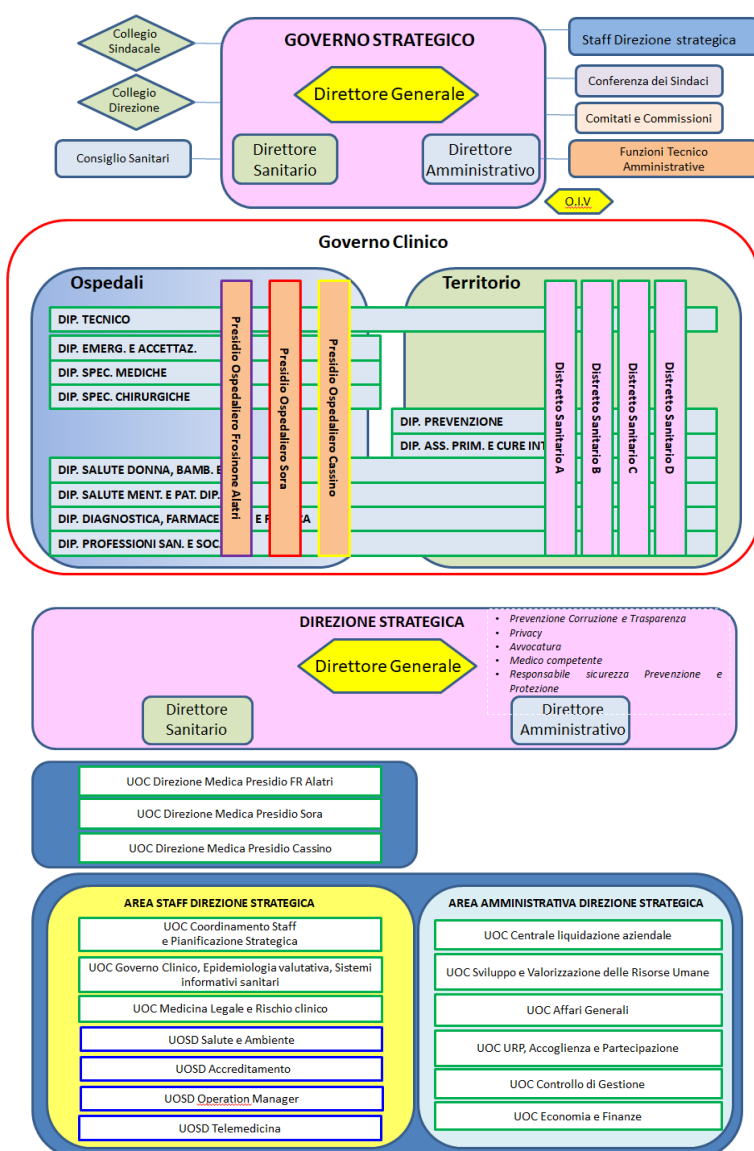 Collegio
Sindacale
GOVERNO STRATEGICO
Staff Direzione strategica
Collegio
Direzione
Direttore Generale
Conferenza dei Sindaci
Comitati e Commissioni
Consiglio Sanitari
Direttore
Sanitario
Direttore
Amministrativo
Funzioni Tecnico
Amministrative
O.I.V
Governo Clinico
Ospedali
Territorio
DIP. TECNICO
DIP. EMERG. E ACCETTAZ.
DIP. SPEC. MEDICHE
DIP. SPEC. CHIRURGICHE
DIP. PREVENZIONE
DIP. ASS. PRIM. E CURE INT
DIP. SALUTE DONNA, BAMB. E
DIP. SALUTE MENT. E PAT. DIP.
DIP. DIAGNOSTICA, FARMACE E F CA
DIP. PROFESSIONI SAN. E SOC.
Presidio Ospedaliero Frosinone Alatri
Presidio Ospedaliero Sora
Presidio Ospedaliero Cassino
Distretto Sanitario A
Distretto Sanitario B
Distretto Sanitario C
Distretto Sanitario D
DIREZIONE STRATEGICA
Direttore Generale
• Prevenzione Corruzione e Trasparenza
• Privacy
• Avvocatura
• Medico competente
• Responsabile sicurezza Prevenzione e
Protezione
Direttore
Sanitario
Direttore
Amministrativo
UOC Direzione Medica Presidio FR Alatri
UOC Direzione Medica Presidio Sora
UOC Direzione Medica Presidio Cassino
AREA STAFF DIREZIONE STRATEGICA
UOC Coordinamento Staff
e Pianificazione Strategica
UOC Governo Clinico, Epidemiologia valutativa, Sistemi
informativi sanitari
UOC Medicina Legale e Rischio clinico
UOSD Salute e Ambiente
UOSD Accreditamento
UOSD Operation Manager
UOSD Telemedicina
AREA AMMINISTRATIVA DIREZIONE STRATEGICA
UOC Centrale liquidazione aziendale
UOC Sviluppo e Valorizzazione delle Risorse Umane
UOC Affari Generali
UOC URP, Accoglienza e Partecipazione
UOC Controllo di Gestione
UOC Economia e Finanze